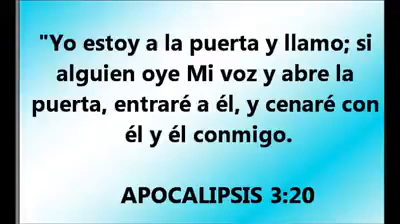 "Yo estoy a la puerta y llamo; si
alguien oye Mi voz y abre la
puerta, entraré a él, y cenaré con
él y él conmigo.
APOCALIPSIS 3:20